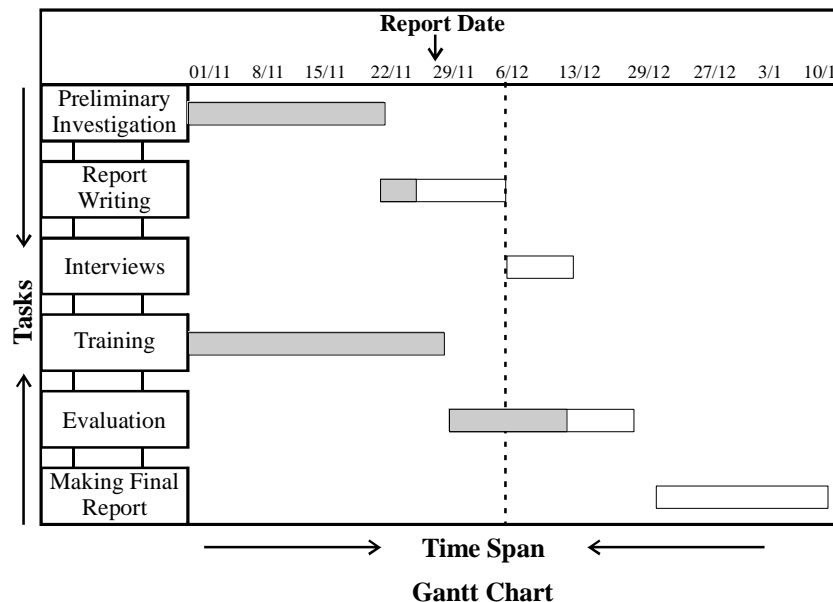 Report Date
01/11 8/11 15/11 22/11 29/11 6/12 13/12 29/12 27/12 3/1 10/1
Preliminary
Investigation
Report
Writing
Interviews
Training
Evaluation
Making Final
Report
Tasks
Time Span
Gantt Chart